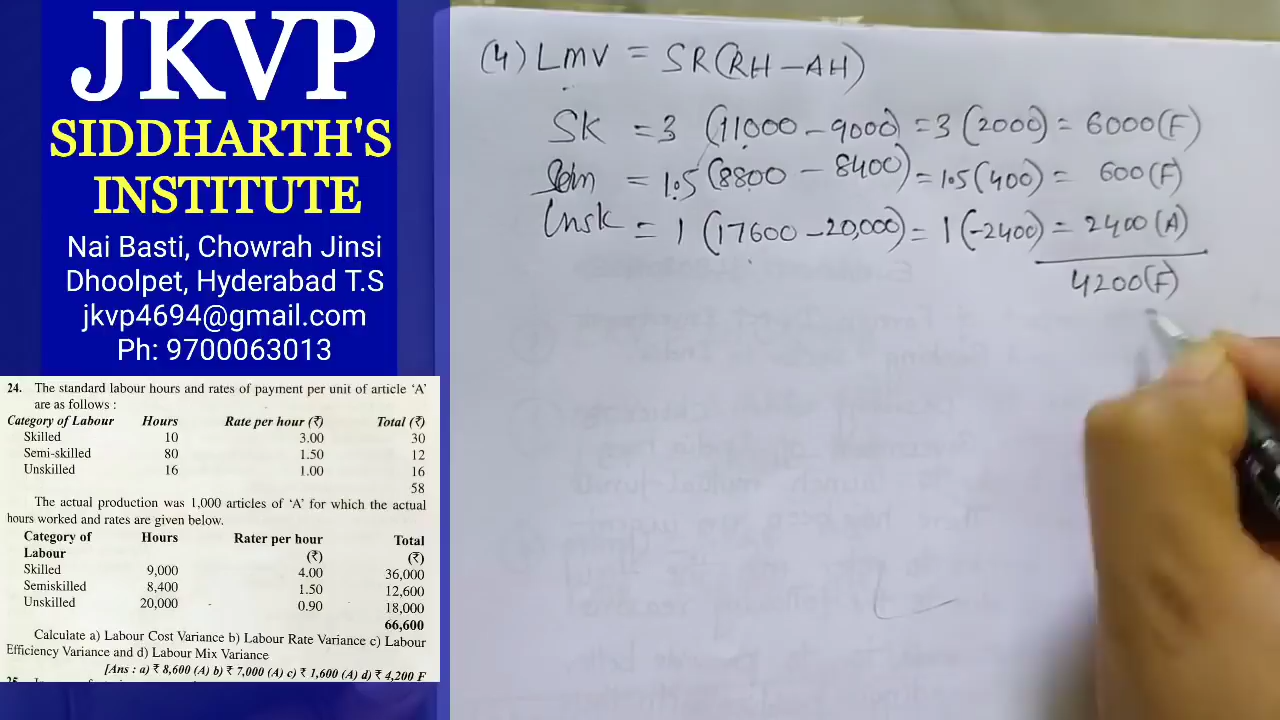 JKVP
SIDDHARTH'S
INSTITUTE
Nai Basti, Chowrah Jinsi
Dhoolpet, Hyderabad T.S
jkvp4694@gmail.com
Ph: 9700063013
24. The standard labour hours and rates of payment per unit of article 'A'
are as follows :
Category of Labour Hours Rate per hour (₹) Total (₹)
Skilled 10 3.00 30
Semi-skilled 80 1.50 12
Unskilled 16 1.00 16
58
The actual production was 1,000 articles of 'A' for which the actual
hours worked and rates are given below.
Category of Hours Rater per hour Total
Labour (₹) (₹)
Skilled 9,000 4.00 36,000
Semiskilled 8,400 1.50 12,600
Unskilled 20,000 0.90 18,000
66,600
Calculate a) Labour Cost Variance b) Labour Rate Variance c) Labour
Efficiency Variance and d) Labour Mix Variance
[Ans : a) ₹ 8,600 (A) b) ₹ 7,000 (A) c) ₹ 1,600 (A) d) ₹ 4,200 F
(4) LMV = SR(RH - AH)
SK = 3 (11000 - 9000) = 3 (2000) = 6000(F)
Sem = 1.5 (8800 - 8400) = 1.5 (400) = 600(F)
Unsk = 1 (17600 - 20,000) = 1 (-2400) = 2400 (A)
4200(F)